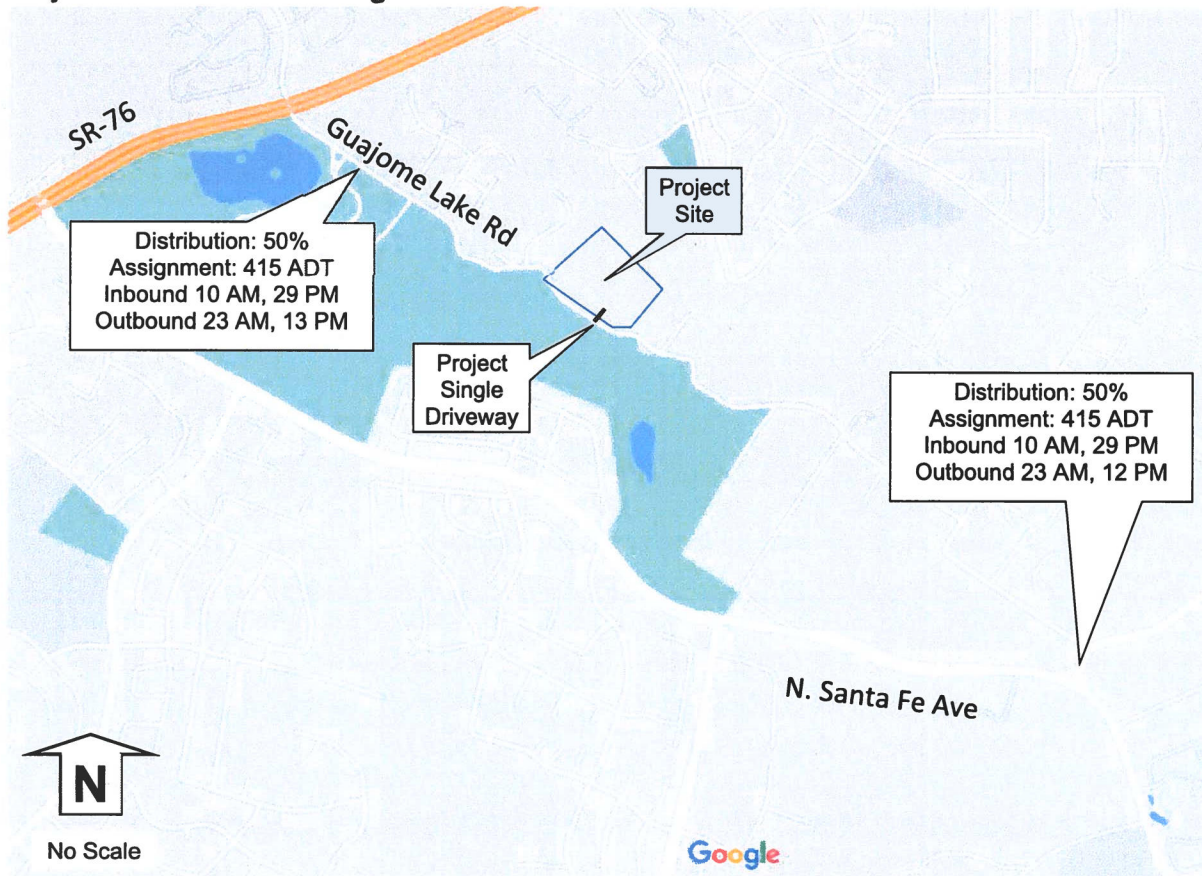 SR-76
Guajome Lake Rd
Project
Site
Distribution: 50%
Assignment: 415 ADT
Inbound 10 AM, 29 PM
Outbound 23 AM, 13 PM
Project
Single
Driveway
Distribution: 50%
Assignment: 415 ADT
Inbound 10 AM, 29 PM
Outbound 23 AM, 12 PM
N. Santa Fe Ave
N
No Scale
Google